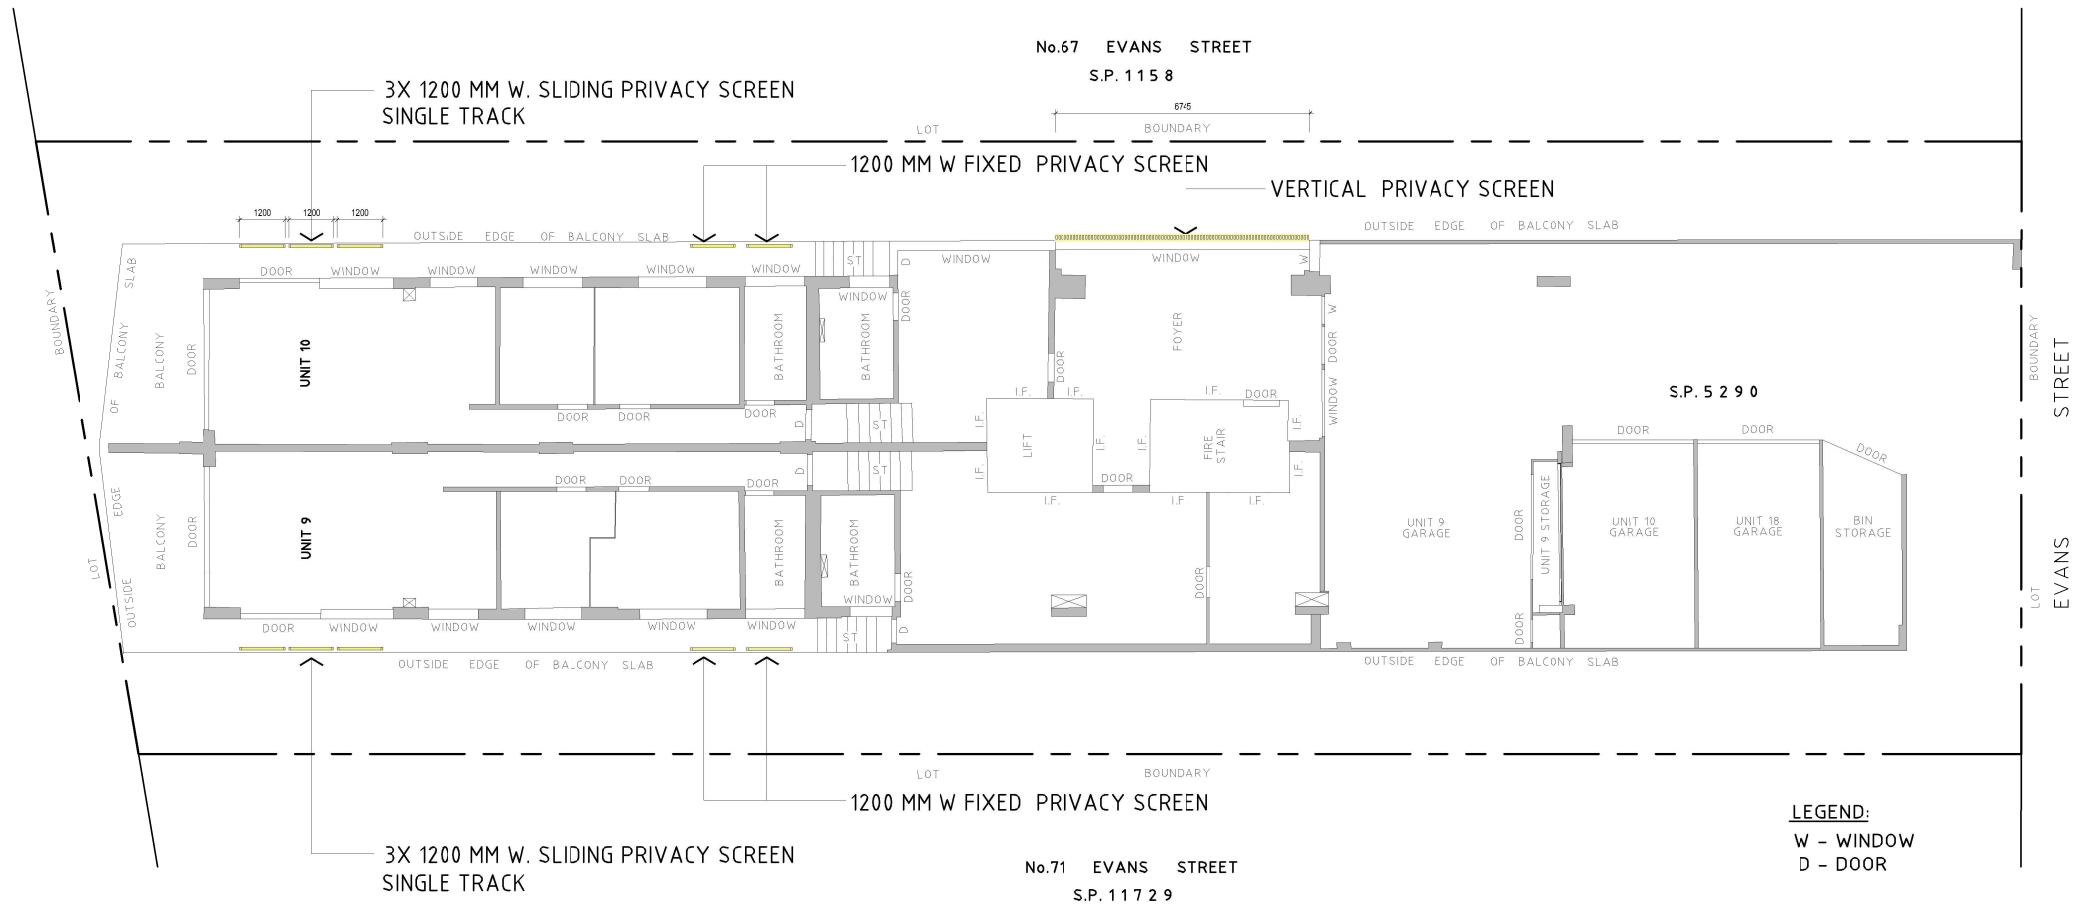 No.67 EVANS STREET
S.P. 1158
3X 1200 MM W. SLIDING PRIVACY SCREEN
SINGLE TRACK
6745
LOT BOUNDARY
1200 MM W FIXED PRIVACY SCREEN
VERTICAL PRIVACY SCREEN
1200 1200 1200
OUTSIDE EDGE OF BALCONY SLAB
OUTSIDE EDGE OF BALCONY SLAB
DOOR WINDOW WINDOW WINDOW WINDOW WINDOW
ST
D
WINDOW
WINDOW
W
WINDOW
DOOR
BATHROOM
BATHROOM
UNIT 10
DOOR
BALCONY
OUTSIDE EDGE OF BALCONY SLAB
LOT BOUNDARY
DOOR DOOR DOOR
D
ST
FOYER
DOOR
W
DOOR
WINDOW
I.F. I.F. I.F. DOOR
I.F. I.F. I.F. I.F.
LIFT
FIRE
STAIR
I.F. I.F.
DOOR
I.F. I.F I.F.
S.P. 5290
LOT BOUNDARY
EVANS STREET
DOOR DOOR DOOR
UNIT 9
GARAGE
DOOR
UNIT 9 STORAGE
DOOR
UNIT 10
GARAGE
UNIT 18
GARAGE
BIN
STORAGE
D
ST
DOOR DOOR DOOR
UNIT 9
DOOR
BALCONY
BATHROOM
BATHROOM
WINDOW
DOOR
DOOR
D
ST
DOOR WINDOW WINDOW WINDOW WINDOW WINDOW
OUTSIDE EDGE OF BALCONY SLAB
OUTSIDE EDGE OF BALCONY SLAB
LOT BOUNDARY
1200 MM W FIXED PRIVACY SCREEN
3X 1200 MM W. SLIDING PRIVACY SCREEN
SINGLE TRACK
No.71 EVANS STREET
S.P. 11729
LEGEND:
W - WINDOW
D - DOOR